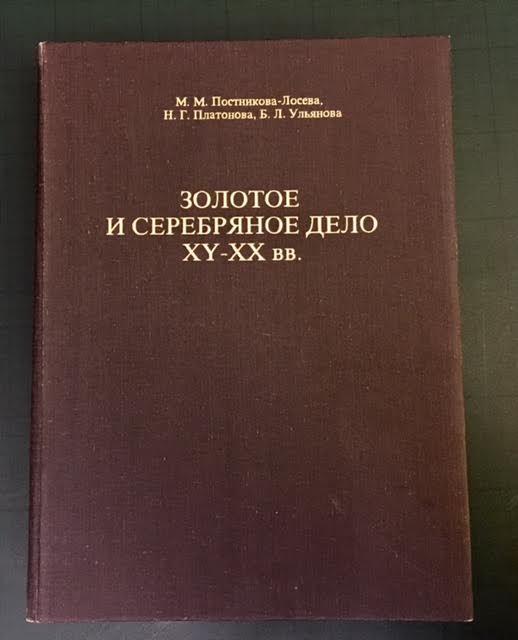 М. М. Постникова-Лосева,
Н. Г. Платонова, Б. Л. Ульянова
ЗОЛОТОЕ
И СЕРЕБРЯНОЕ ДЕЛО
XY-XX вв.